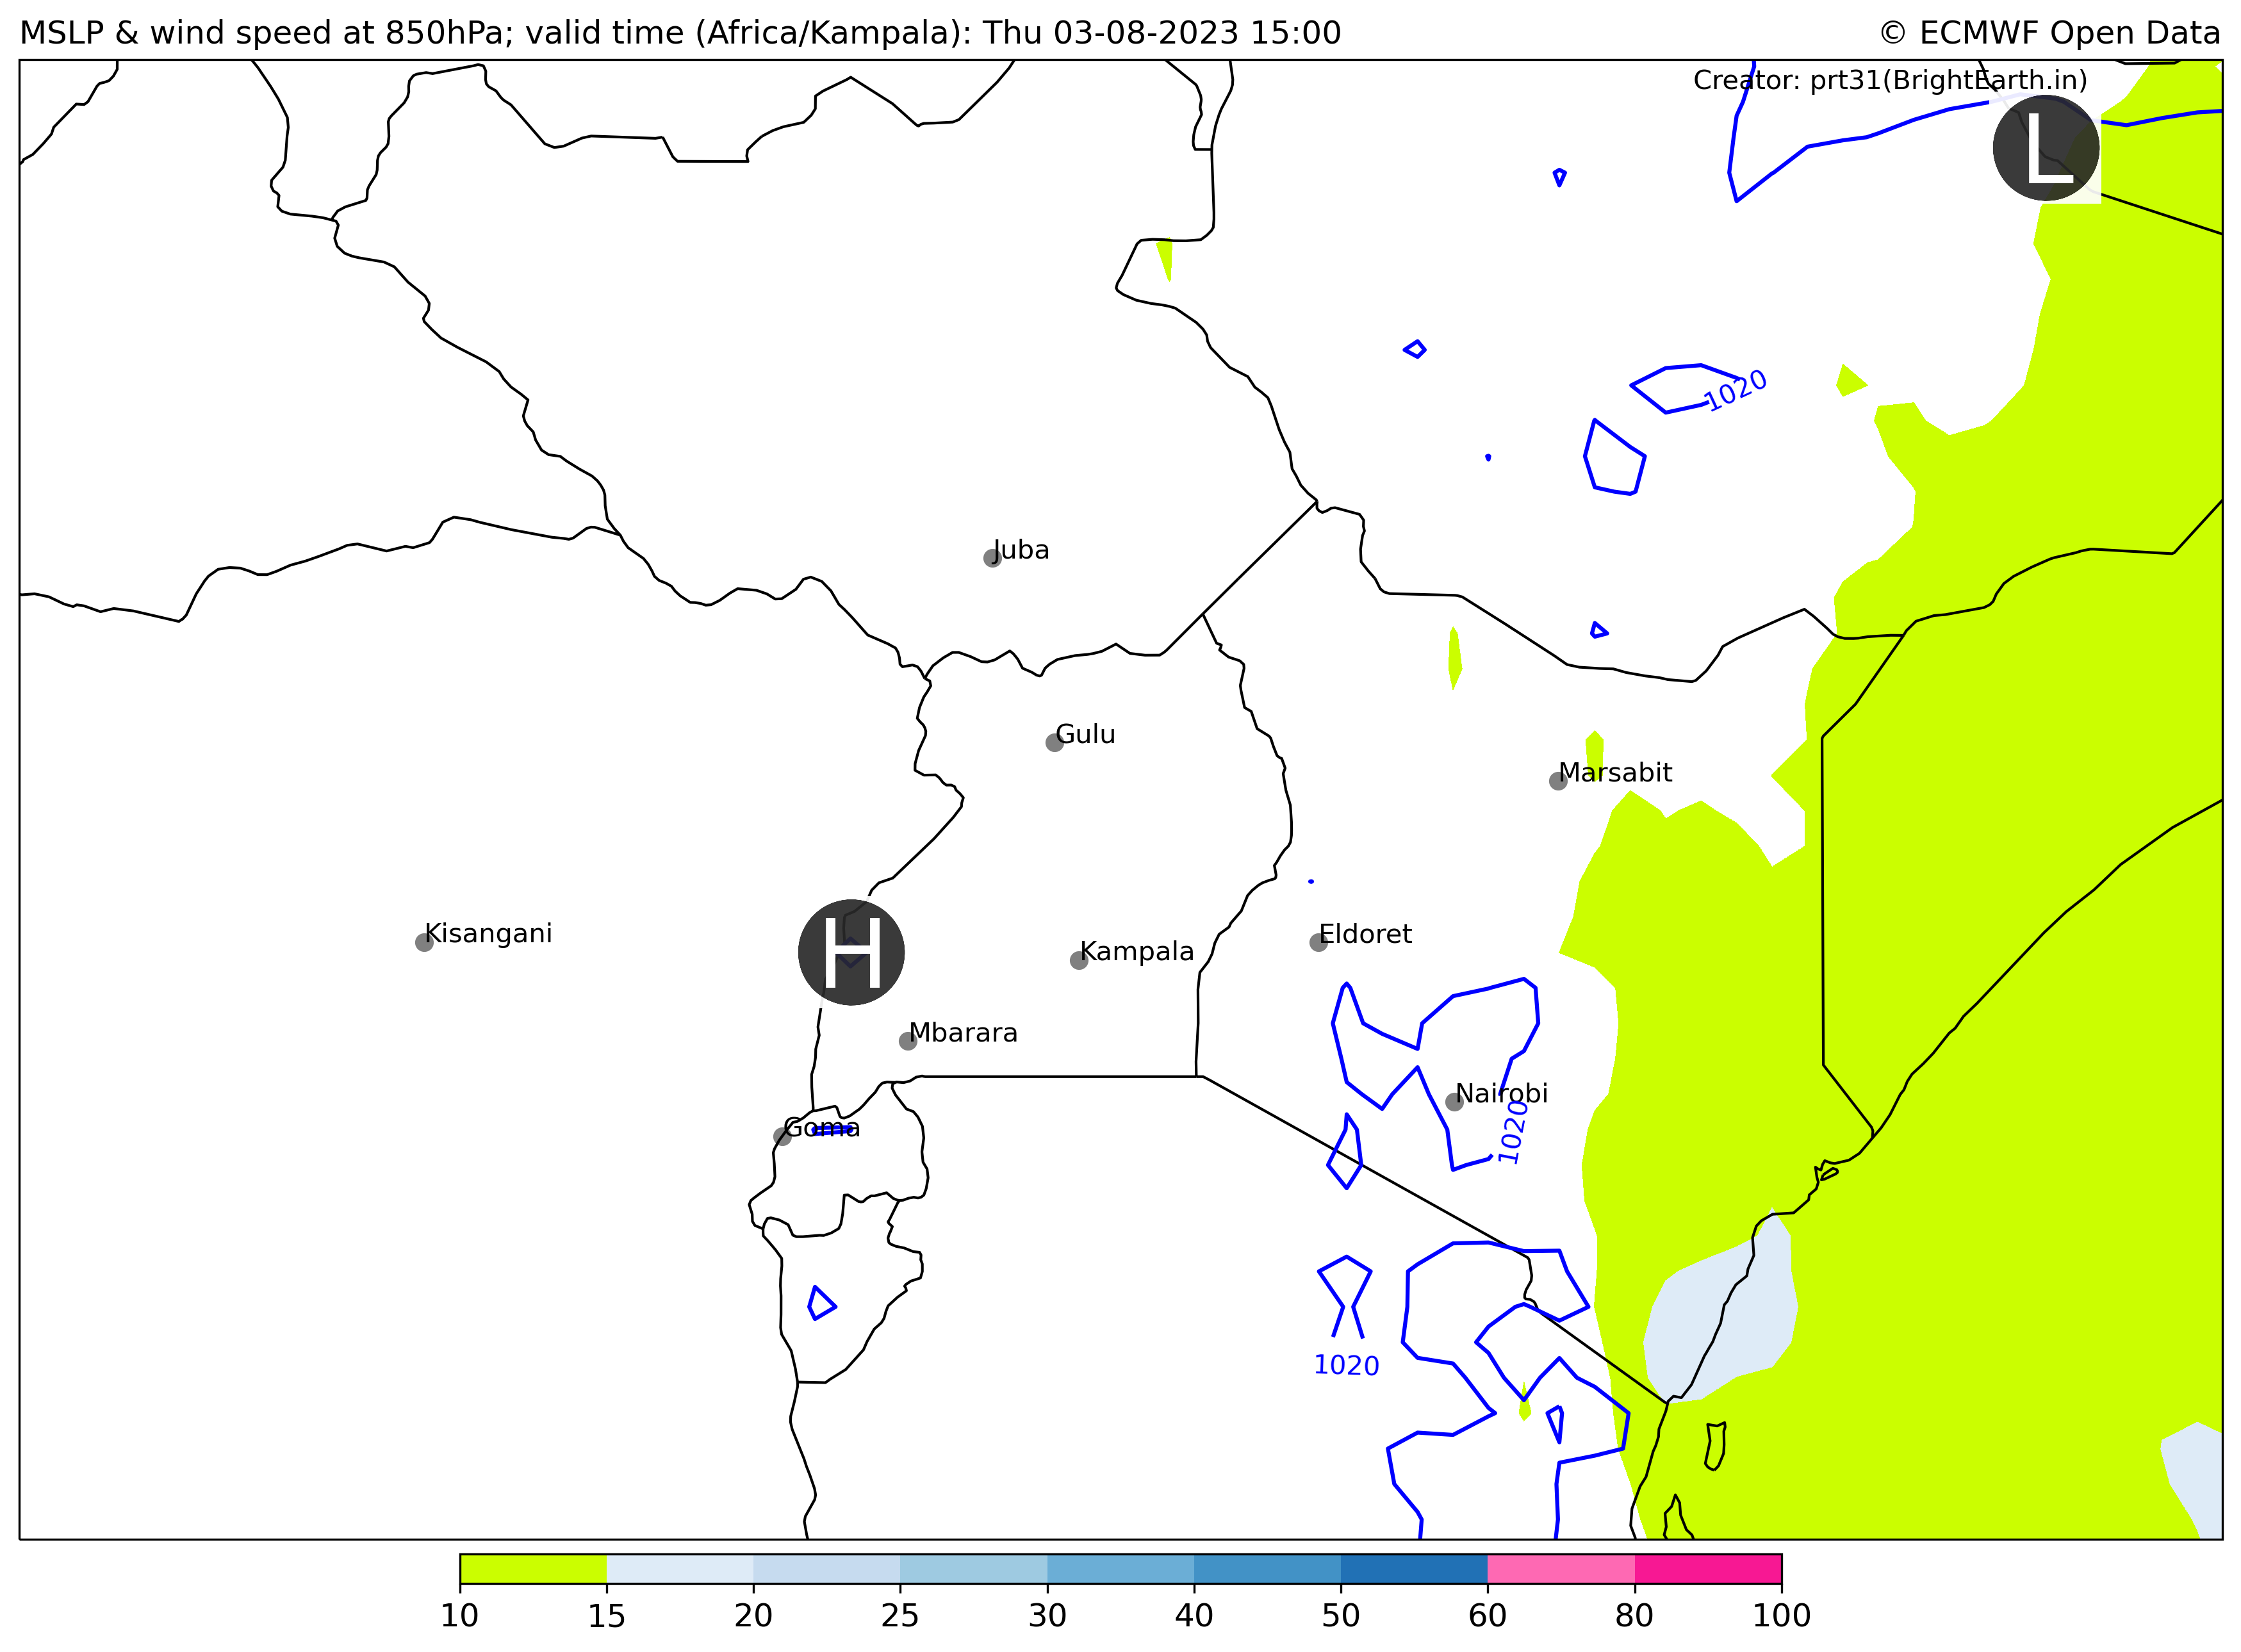 MSLP & wind speed at 850hPa; valid time (Africa/Kampala): Thu 03-08-2023 15:00
© ECMWF Open Data
Creator: prt31(BrightEarth.in)
L
1020
Juba
Gulu
Marsabit
Kisangani
H
Kampala
Eldoret
Mbarara
Nairobi
Goma
1020
1020
10 15 20 25 30 40 50 60 80 100